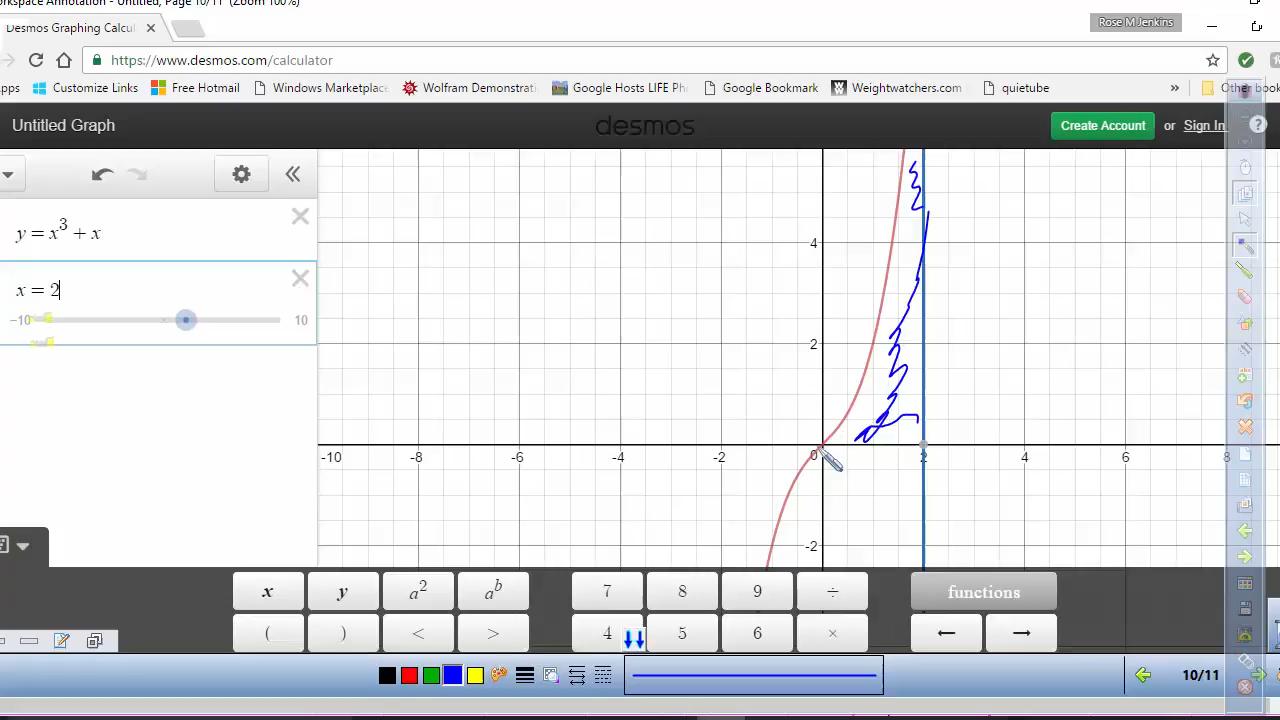 orkspace Annotation - Untitled, Page 10/11 (Zoom 100%)
Desmos Graphing Calcul
Rose M Jenkins
https://www.desmos.com/calculator
pps Customize Links Free Hotmail Windows Marketplace Wolfram Demonstrati Google Hosts LIFE Ph Google Bookmark Weightwatchers.com quietube » Other book
Untitled Graph
desmos
Create Account or Sign In ?
y = x³ + x
x = 2
−10 10
4
2
-10 -8 -6 -4 -2 0 2 4 6 8
-2
x y a² aᵇ 7 8 9 ÷ functions
( ) < > 4 5 6 × ← →
10/11